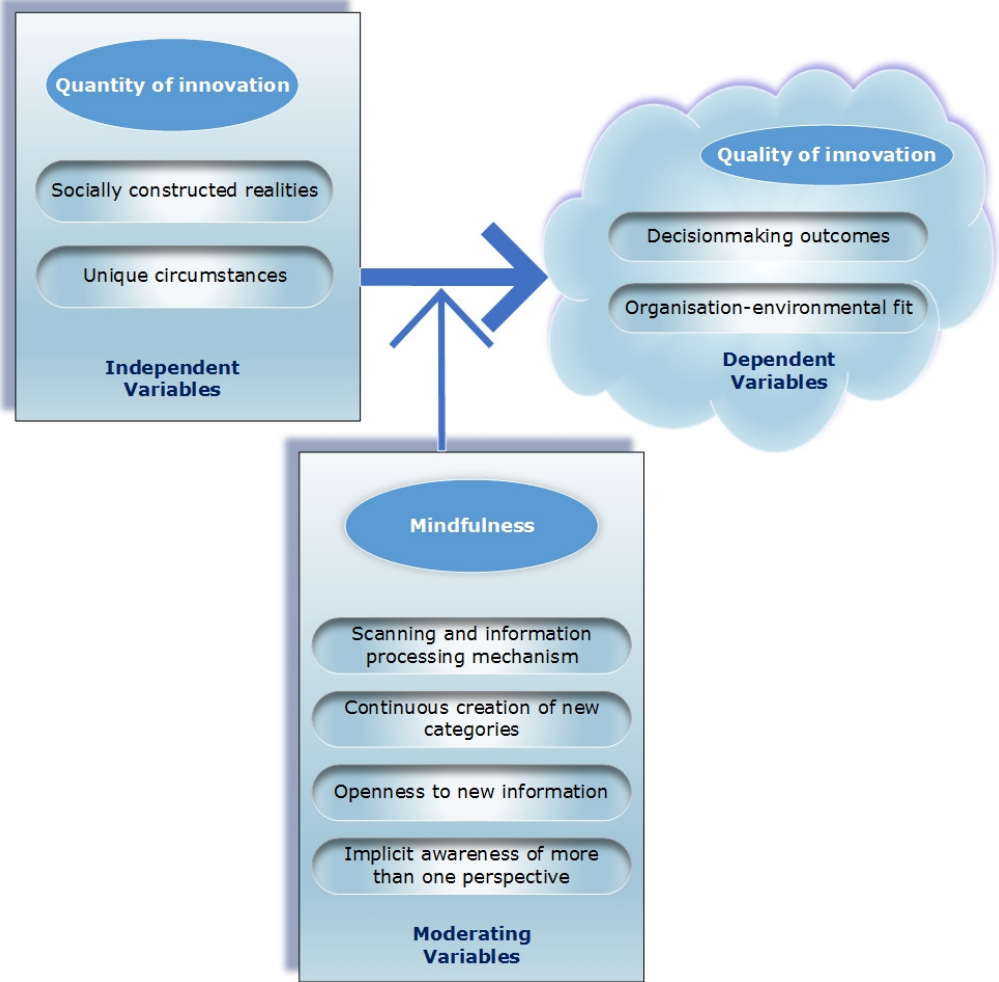 Quantity of innovation
Socially constructed realities
Unique circumstances
Independent
Variables
Quality of innovation
Decisionmaking outcomes
Organisation-environmental fit
Dependent
Variables
Mindfulness
Scanning and information
processing mechanism
Continuous creation of new
categories
Openness to new information
Implicit awareness of more
than one perspective
Moderating
Variables